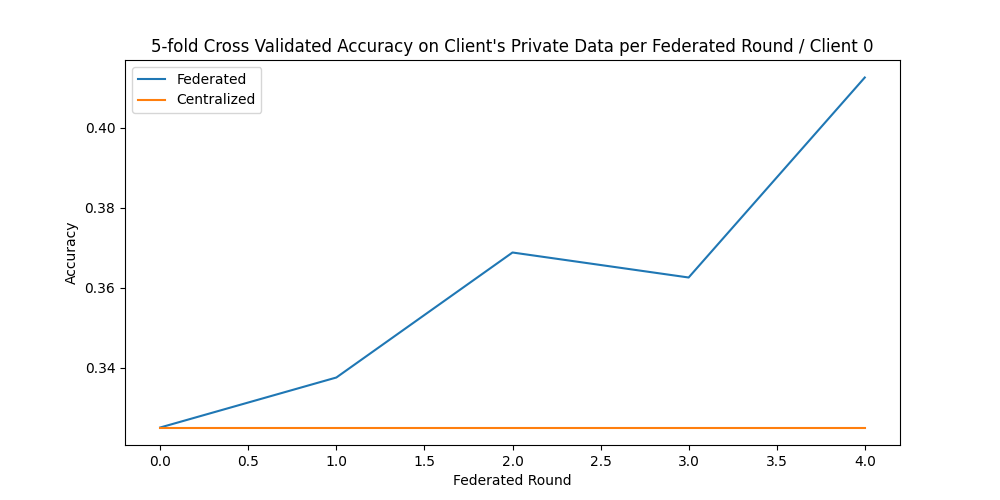 5-fold Cross Validated Accuracy on Client's Private Data per Federated Round / Client 0
Federated
Centralized
Accuracy
0.40
0.38
0.36
0.34
0.0 0.5 1.0 1.5 2.0 2.5 3.0 3.5 4.0
Federated Round